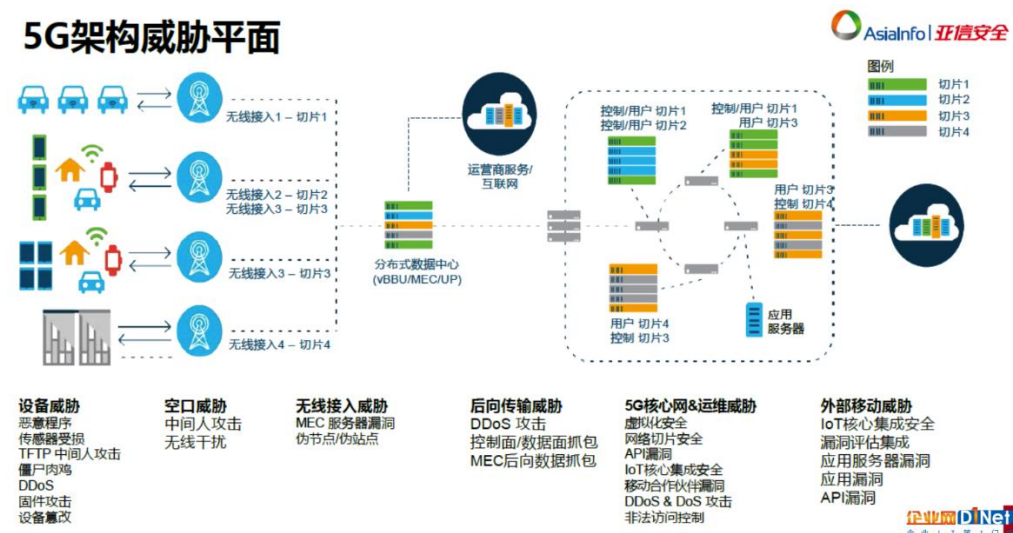 5G架构威胁平面
AsiaInfo | 亚信安全
图例
切片1
切片2
切片3
切片4
无线接入1 – 切片1
无线接入2 – 切片2
无线接入3 – 切片3
无线接入3 – 切片3
无线接入4 – 切片4
运营商服务/
互联网
分布式数据中心
(vBBU/MEC/UP)
控制/用户 切片1
控制/用户 切片2
控制/用户 切片1
用户 切片3
用户 切片3
控制 切片4
用户 切片4
控制 切片3
应用
服务器
设备威胁
恶意程序
传感器受损
TFTP 中间人攻击
僵尸肉鸡
DDoS
固件攻击
设备篡改
空口威胁
中间人攻击
无线干扰
无线接入威胁
MEC 服务器漏洞
伪节点/伪站点
后向传输威胁
DDoS 攻击
控制面/数据面抓包
MEC后向数据抓包
5G核心网&运维威胁
虚拟化安全
网络切片安全
API漏洞
IoT核心集成安全
移动合作伙伴漏洞
DDoS & DoS 攻击
非法访问控制
外部移动威胁
IoT核心集成安全
漏洞评估集成
应用服务器漏洞
应用漏洞
API漏洞
企业网D1Net